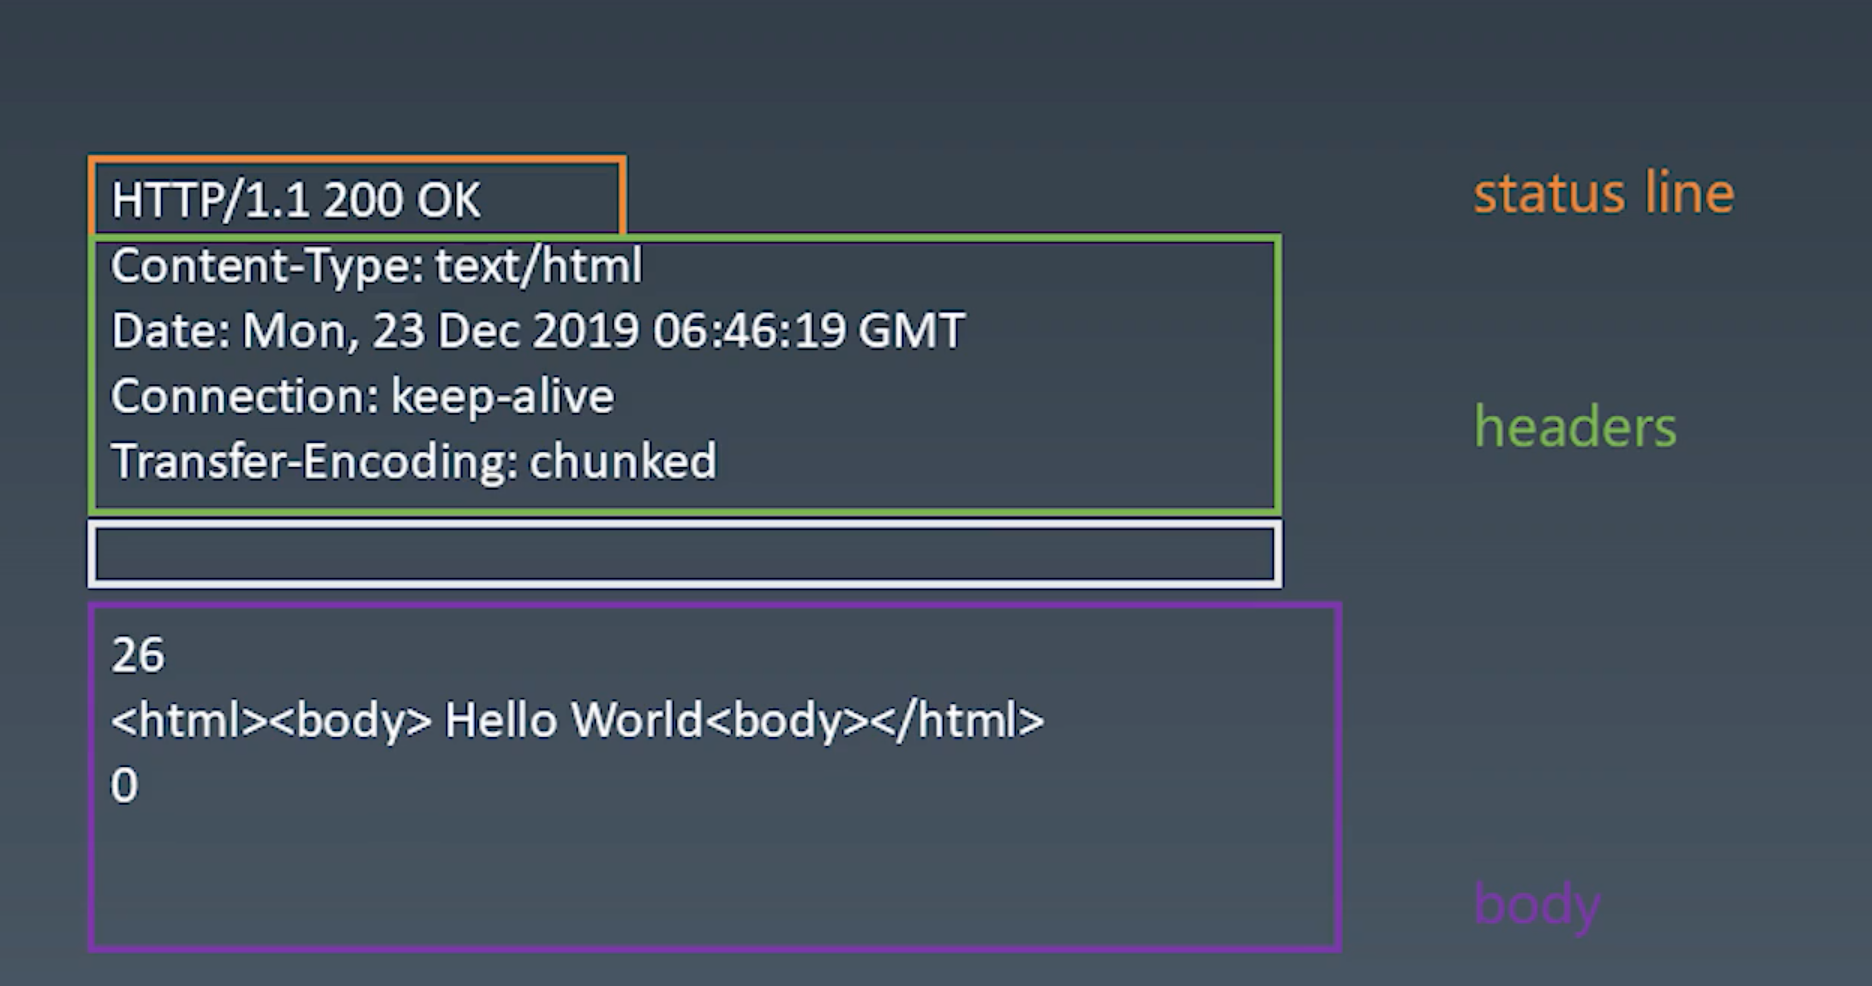 HTTP/1.1 200 OK
status line
Content-Type: text/html
Date: Mon, 23 Dec 2019 06:46:19 GMT
Connection: keep-alive
Transfer-Encoding: chunked
headers
26
<html><body> Hello World<body></html>
0
body